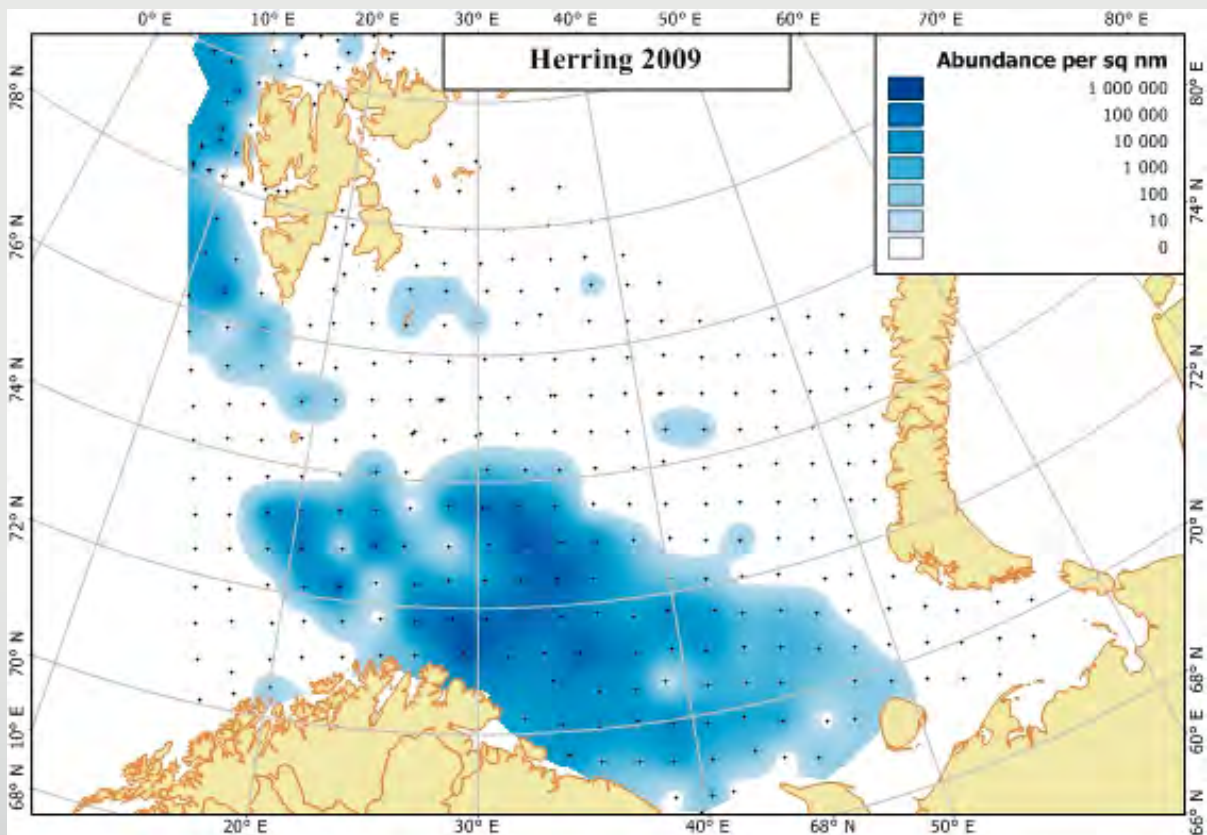 0° E 10° E 20° E 30° E 40° E 50° E 60° E 70° E 80° E
Herring 2009
Abundance per sq nm
1 000 000
100 000
10 000
1 000
100
10
0
78° N
76° N
74° N
72° N
70° N
10° E
68° N
80° E
74° N
72° N
70° N
68° N
60° E
66° N
20° E 30° E 40° E 68° N 50° E